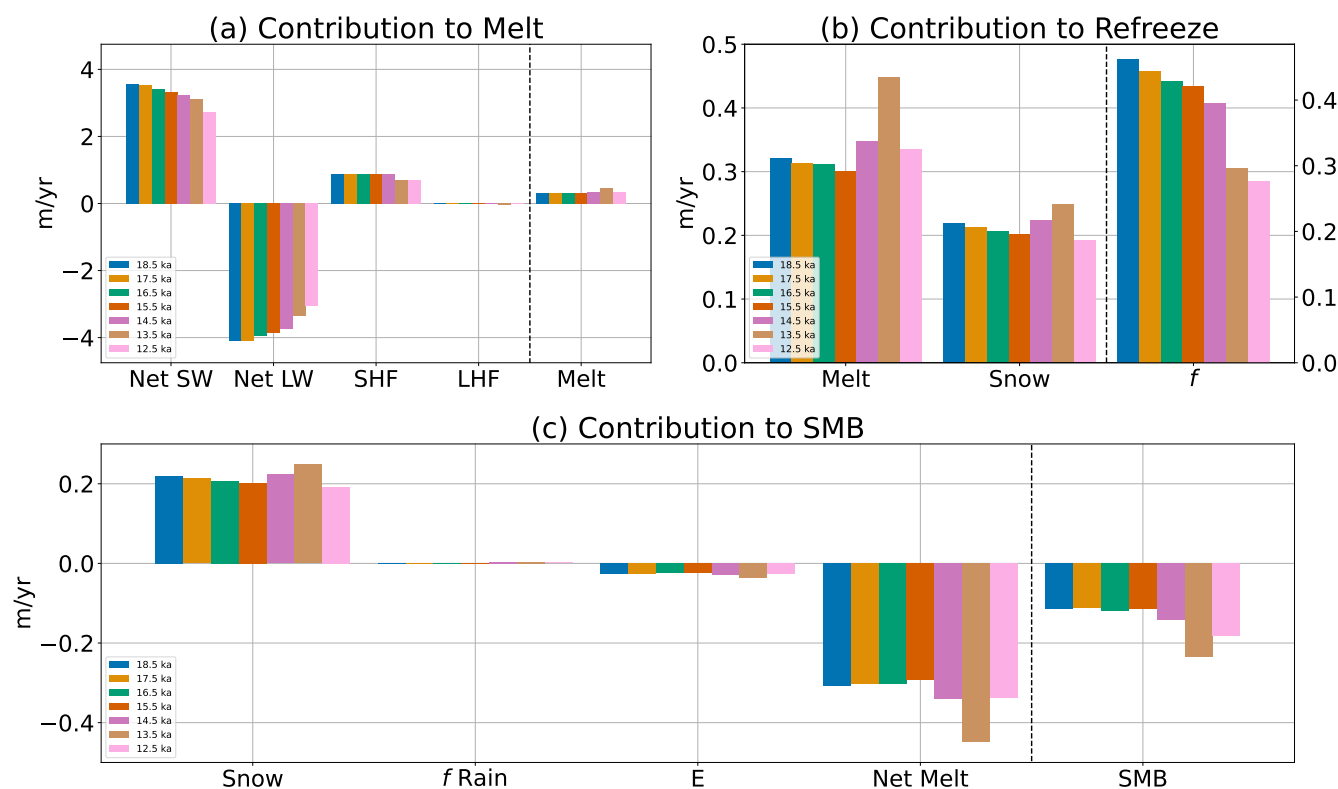 (a) Contribution to Melt
m/yr
4
2
0
−2
−4
18.5 ka
17.5 ka
16.5 ka
15.5 ka
14.5 ka
13.5 ka
12.5 ka
Net SW
Net LW
SHF
LHF
Melt
(b) Contribution to Refreeze
m/yr
0.5
0.4
0.3
0.2
0.1
0.0
18.5 ka
17.5 ka
16.5 ka
15.5 ka
14.5 ka
13.5 ka
12.5 ka
0.4
0.3
0.2
0.1
0.0
Melt
Snow
f
(c) Contribution to SMB
m/yr
0.2
0.0
−0.2
−0.4
18.5 ka
17.5 ka
16.5 ka
15.5 ka
14.5 ka
13.5 ka
12.5 ka
Snow
f Rain
E
Net Melt
SMB